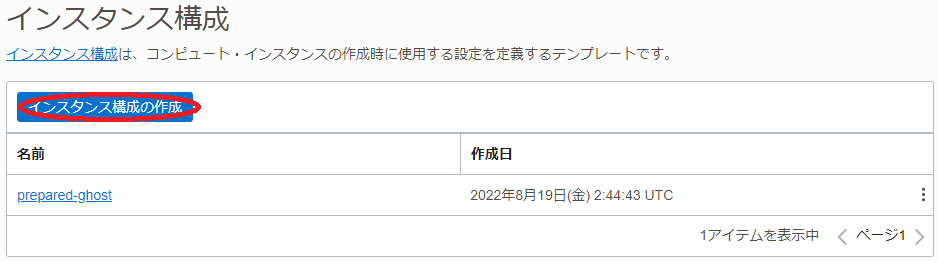 インスタンス構成
インスタンス構成は、コンピュート・インスタンスの作成時に使用する設定を定義するテンプレートです。
インスタンス構成の作成
名前 作成日
prepared-ghost 2022年8月19日(金) 2:44:43 UTC
1アイテムを表示中 ページ1